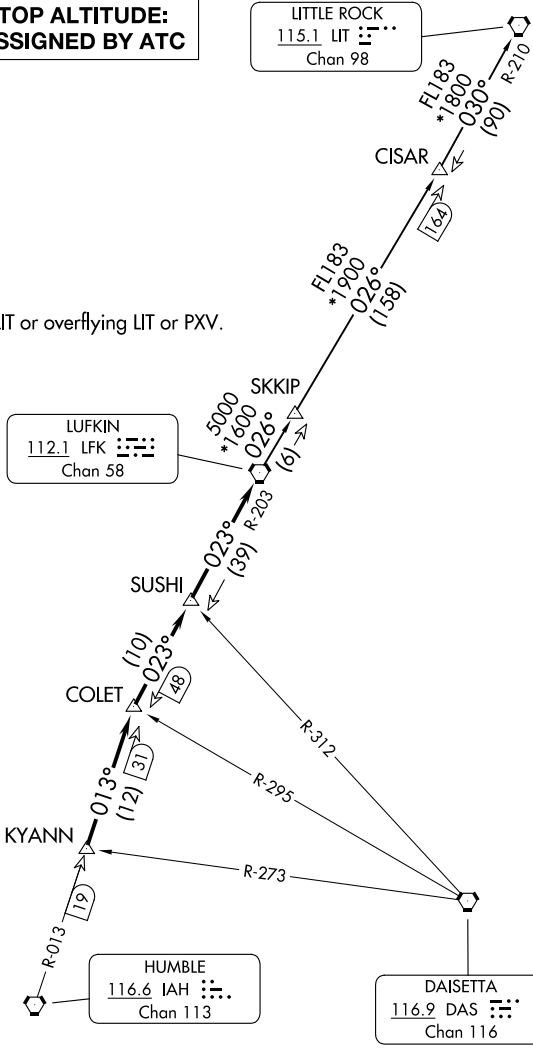 TOP ALTITUDE:
SSIGNED BY ATC
LITTLE ROCK
115.1 LIT
Chan 98
R-210
FL183
*1800
030°
(90)
CISAR
164
FL183
*1900
026°
(158)
IT or overflying LIT or PXV.
SKKIP
5000
*1600
026°
(6)
LUFKIN
112.1 LFK
Chan 58
R-203
023°
(39)
SUSHI
(10)
023°
48
COLET
R-312
31
013°
(12)
R-295
KYANN
R-273
19
R-013
HUMBLE
116.6 IAH
Chan 113
DAISETTA
116.9 DAS
Chan 116